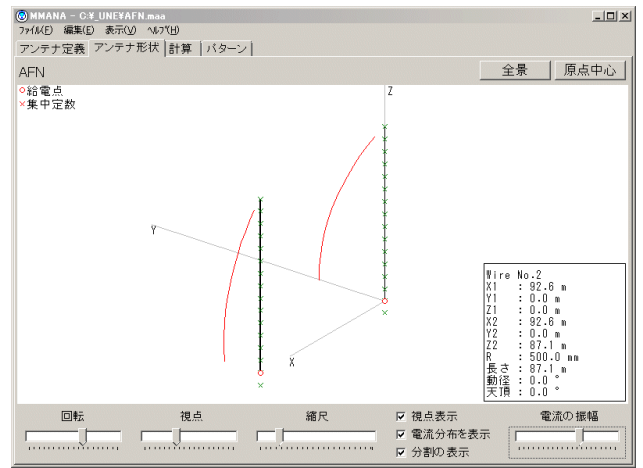 MMANA - C:¥_UNE¥AFN.maa
ﾌｧｲﾙ(F) 編集(E) 表示(V) ﾍﾙﾌﾟ(H)
アンテナ定義 アンテナ形状 計算 パターン
AFN 全景 原点中心
○給電点
×集中定数
Z
Y
X
Wire No.2
X1 : 92.6 m
Y1 : 0.0 m
Z1 : 0.0 m
X2 : 92.6 m
Y2 : 0.0 m
Z2 : 87.1 m
R : 500.0 mm
長さ : 87.1 m
動径 : 0.0 °
天頂 : 0.0 °
回転 視点 縮尺 視点表示 電流の振幅
電流分布を表示
分割の表示